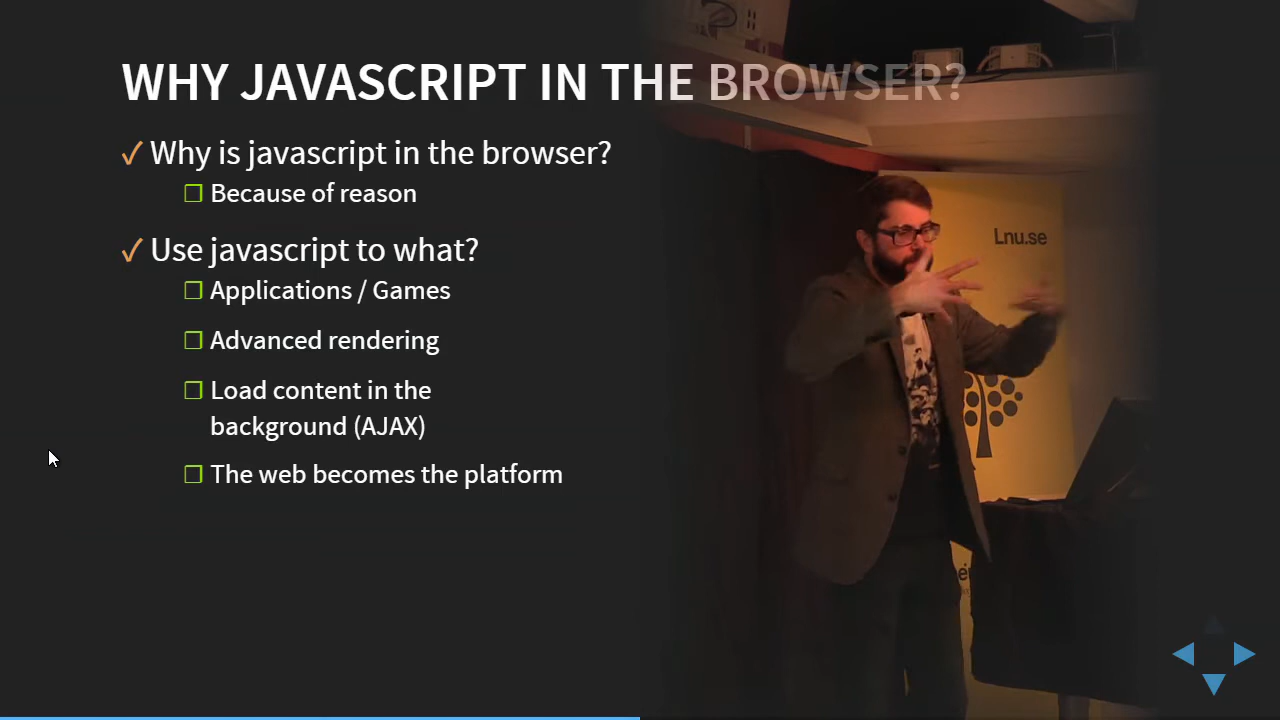 WHY JAVASCRIPT IN THE BROWSER?
Why is javascript in the browser?
Because of reason
Use javascript to what?
Applications / Games
Advanced rendering
Load content in the
background (AJAX)
The web becomes the platform
Lnu.se